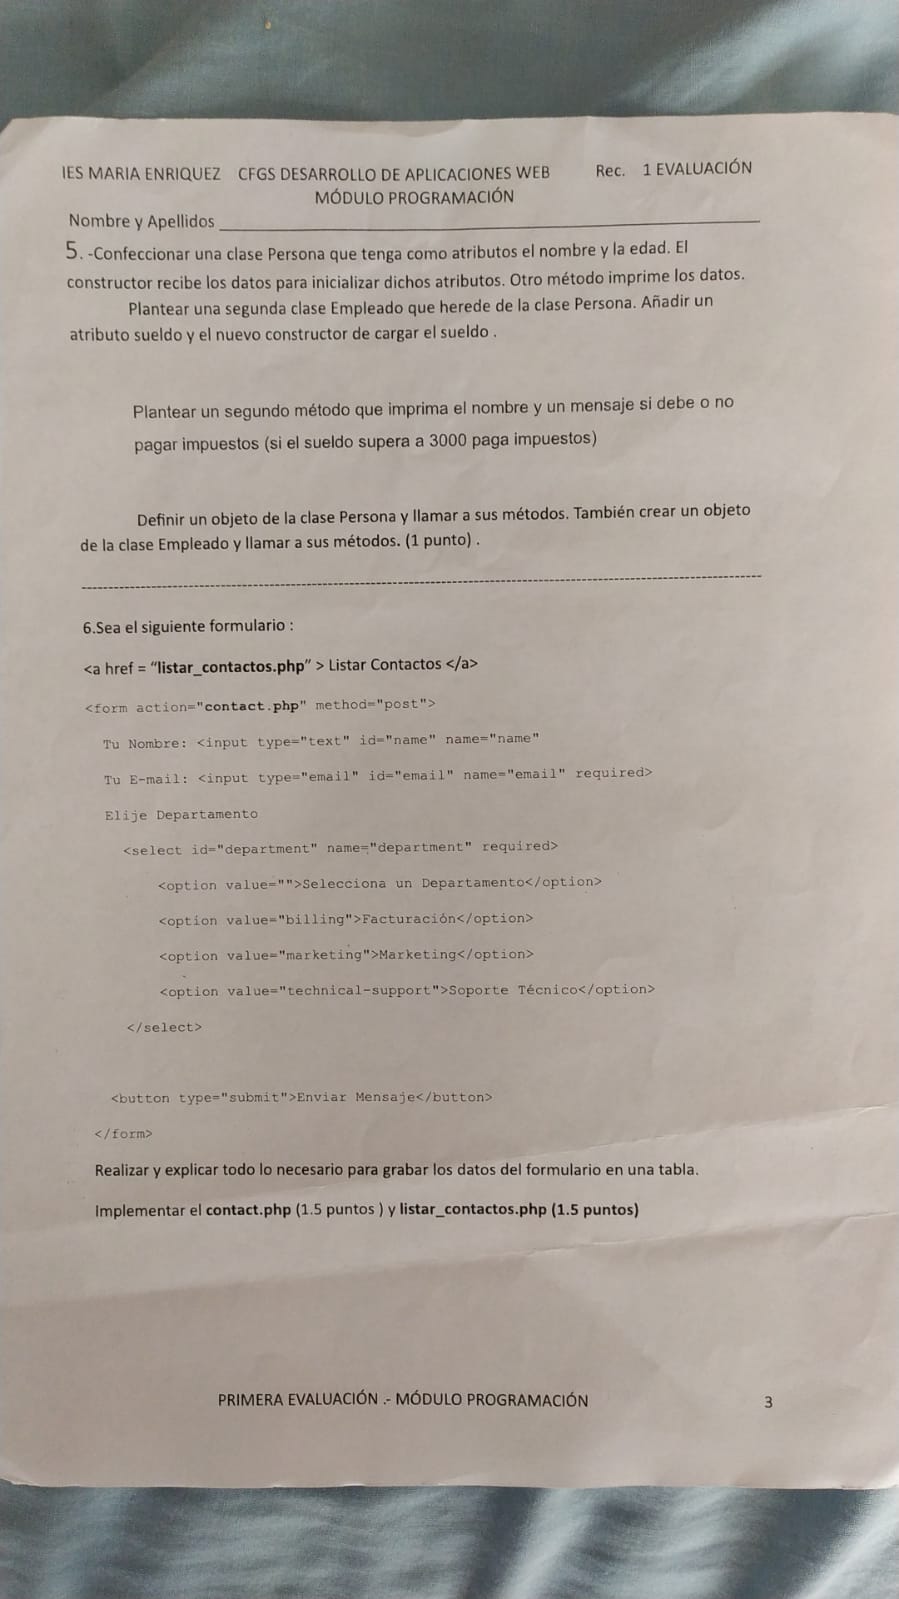 IES MARIA ENRIQUEZ CFGS DESARROLLO DE APLICACIONES WEB Rec. 1 EVALUACIÓN
MÓDULO PROGRAMACIÓN
Nombre y Apellidos
5. -Confeccionar una clase Persona que tenga como atributos el nombre y la edad. El
constructor recibe los datos para inicializar dichos atributos. Otro método imprime los datos.
Plantear una segunda clase Empleado que herede de la clase Persona. Añadir un
atributo sueldo y el nuevo constructor de cargar el sueldo .
Plantear un segundo método que imprima el nombre y un mensaje si debe o no
pagar impuestos (si el sueldo supera a 3000 paga impuestos)
Definir un objeto de la clase Persona y llamar a sus métodos. También crear un objeto
de la clase Empleado y llamar a sus métodos. (1 punto) .
6.Sea el siguiente formulario :
<a href = “listar_contactos.php” > Listar Contactos </a>
<form action="contact.php" method="post">
Tu Nombre: <input type="text" id="name" name="name"
Tu E-mail: <input type="email" id="email" name="email" required>
Elije Departamento
<select id="department" name="department" required>
<option value="">Selecciona un Departamento</option>
<option value="billing">Facturación</option>
<option value="marketing">Marketing</option>
<option value="technical-support">Soporte Técnico</option>
</select>
<button type="submit">Enviar Mensaje</button>
</form>
Realizar y explicar todo lo necesario para grabar los datos del formulario en una tabla.
Implementar el contact.php (1.5 puntos ) y listar_contactos.php (1.5 puntos)
PRIMERA EVALUACIÓN .- MÓDULO PROGRAMACIÓN 3